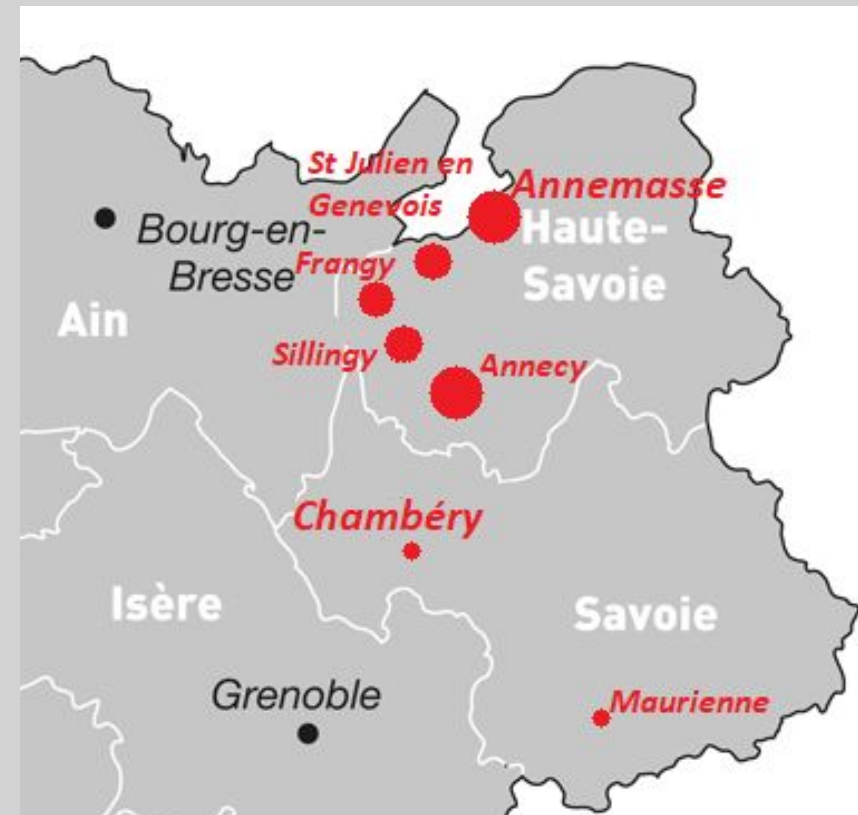 St Julien en
Genevois
Annemasse
Haute-
Savoie
Bourg-en-
Bresse
Frangy
Ain
Sillingy
Annecy
Chambéry
Isère
Savoie
Grenoble
Maurienne